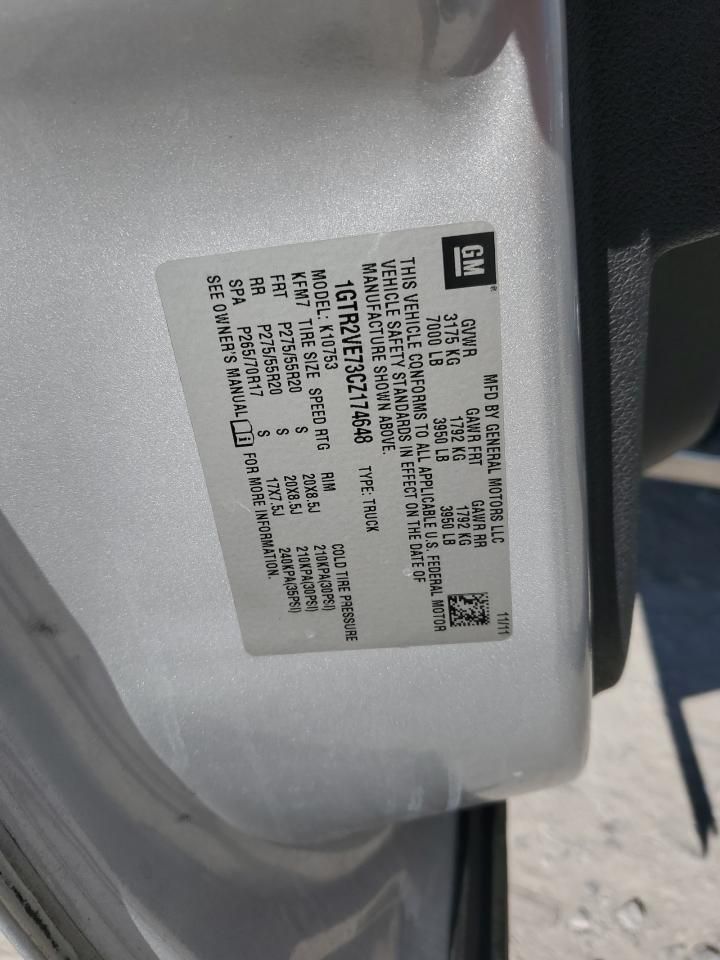 GM ®
MFD BY GENERAL MOTORS LLC 11/11
GVWR GAWR FRT GAWR RR
3175 KG 1792 KG 1792 KG
7000 LB 3950 LB 3950 LB
THIS VEHICLE CONFORMS TO ALL APPLICABLE U.S. FEDERAL MOTOR
VEHICLE SAFETY STANDARDS IN EFFECT ON THE DATE OF
MANUFACTURE SHOWN ABOVE.
1GTR2VE73CZ174648 TYPE: TRUCK
MODEL: K10753
COLD TIRE PRESSURE
KFM7 TIRE SIZE SPEED RTG RIM
FRT P275/55R20 S 20X8.5J 210KPA(30PSI)
RR P275/55R20 S 20X8.5J 210KPA(30PSI)
SPA P265/70R17 S 17X7.5J 240KPA(35PSI)
SEE OWNER'S MANUAL FOR MORE INFORMATION.